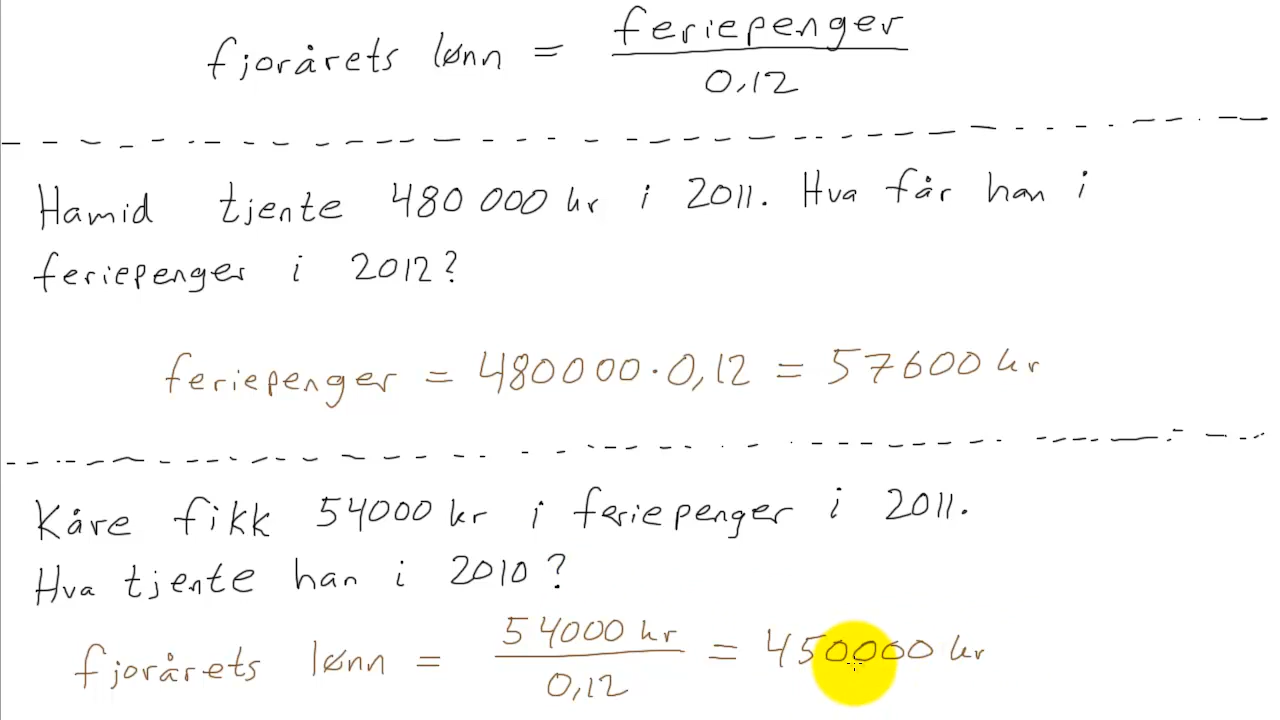 fjorårets lønn = feriepenger
0,12
Hamid tjente 480 000 kr i 2011. Hva får han i
feriepenger i 2012?
feriepenger = 480000 · 0,12 = 57600 kr
Kåre fikk 54000 kr i feriepenger i 2011.
Hva tjente han i 2010?
fjorårets lønn = 54000 kr = 450000 kr
0,12